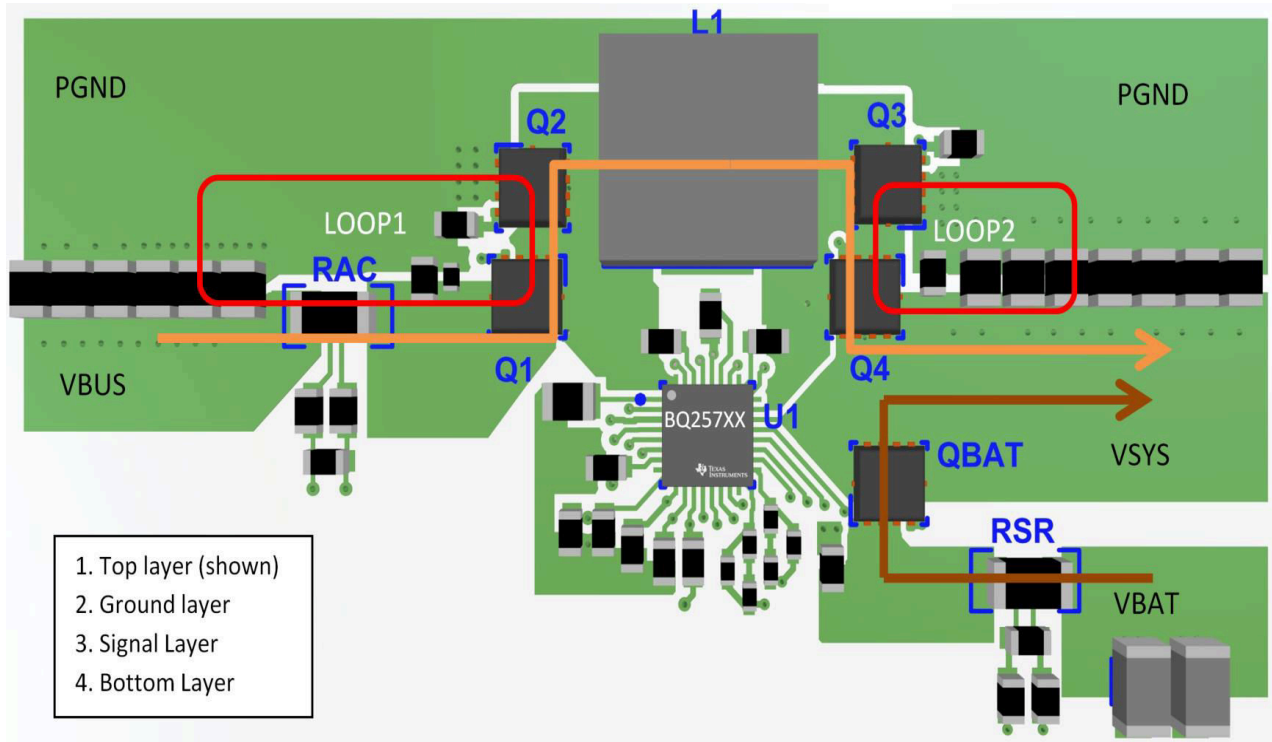 L1
PGND
PGND
Q2
Q3
LOOP1
LOOP2
RAC
Q1
Q4
VBUS
BQ257XX
U1
TEXAS
INSTRUMENTS
QBAT
VSYS
RSR
VBAT
1. Top layer (shown)
2. Ground layer
3. Signal Layer
4. Bottom Layer